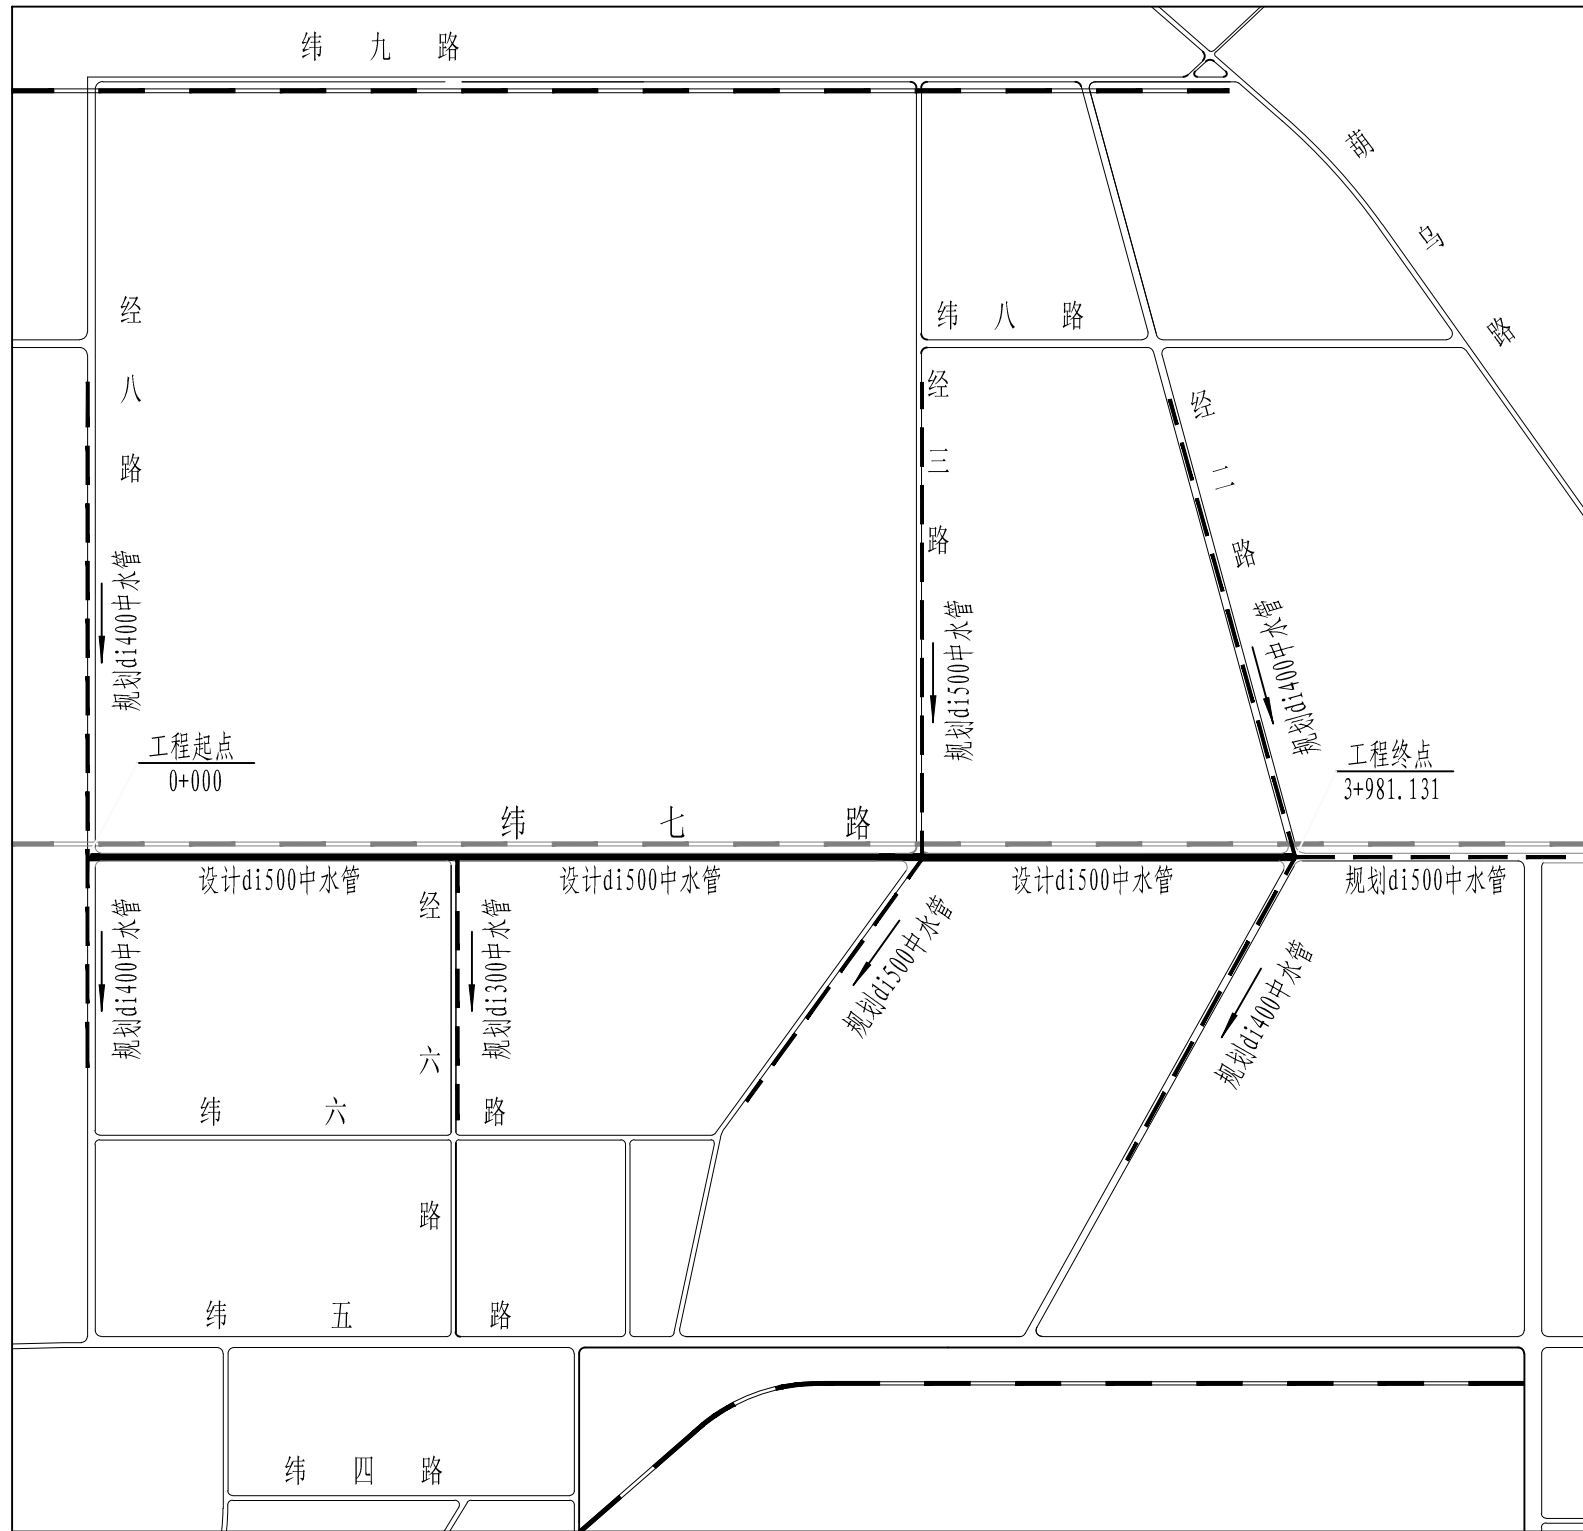 纬九路
葫乌路
经八路
纬八路
经三路
经二路
规划di400中水管
规划di500中水管
规划di400中水管
工程起点
0+000
工程终点
3+981.131
纬七路
设计di500中水管
设计di500中水管
设计di500中水管
规划di500中水管
经六路
规划di400中水管
规划di300中水管
规划di500中水管
规划di400中水管
纬六路
纬五路
纬四路